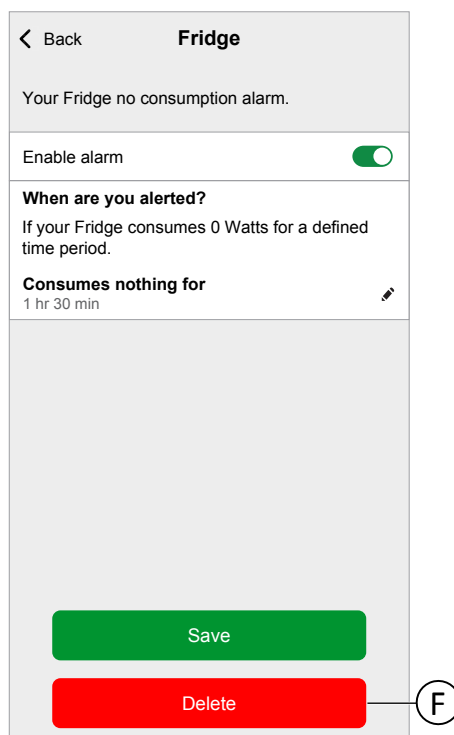 Back
Fridge
Your Fridge no consumption alarm.
Enable alarm
When are you alerted?
If your Fridge consumes 0 Watts for a defined
time period.
Consumes nothing for
1 hr 30 min
Save
Delete
F